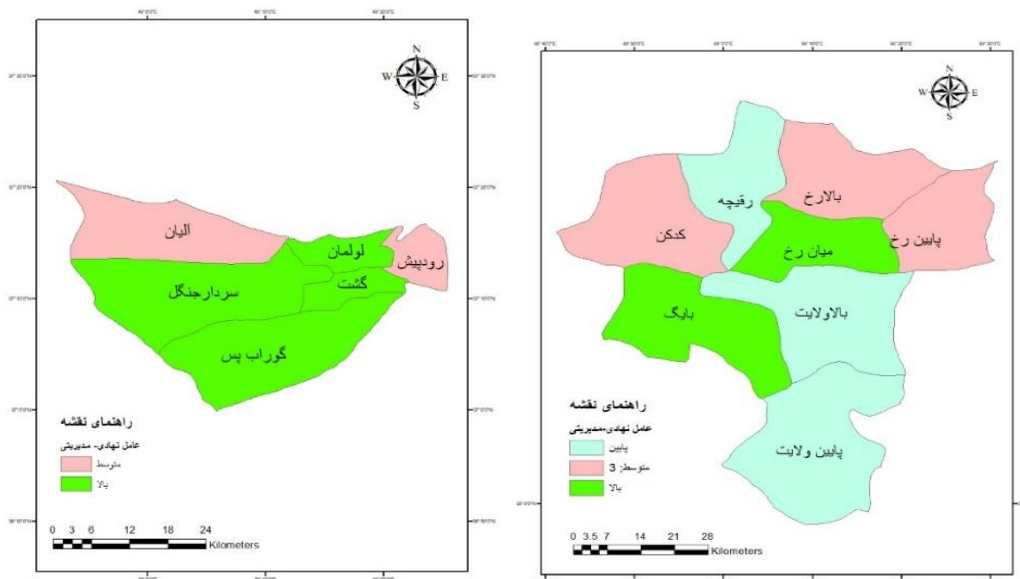 N
W E
S
الیان
لولمان
رودپیش
گشت
سردارجنگل
گوراب پس
راهنمای نقشه
عامل نهادی- مدیریتی
متوسط
بالا
0 3 6 12 18 24
Kilometers
N
W E
S
رقیچه
بالارخ
کدکن
پایین رخ
میان رخ
بالاولایت
بایگ
پایین ولایت
راهنمای نقشه
عامل نهادی-مدیریتی
پایین
متوسط: 3
بالا
0 3.5 7 14 21 28
Kilometers